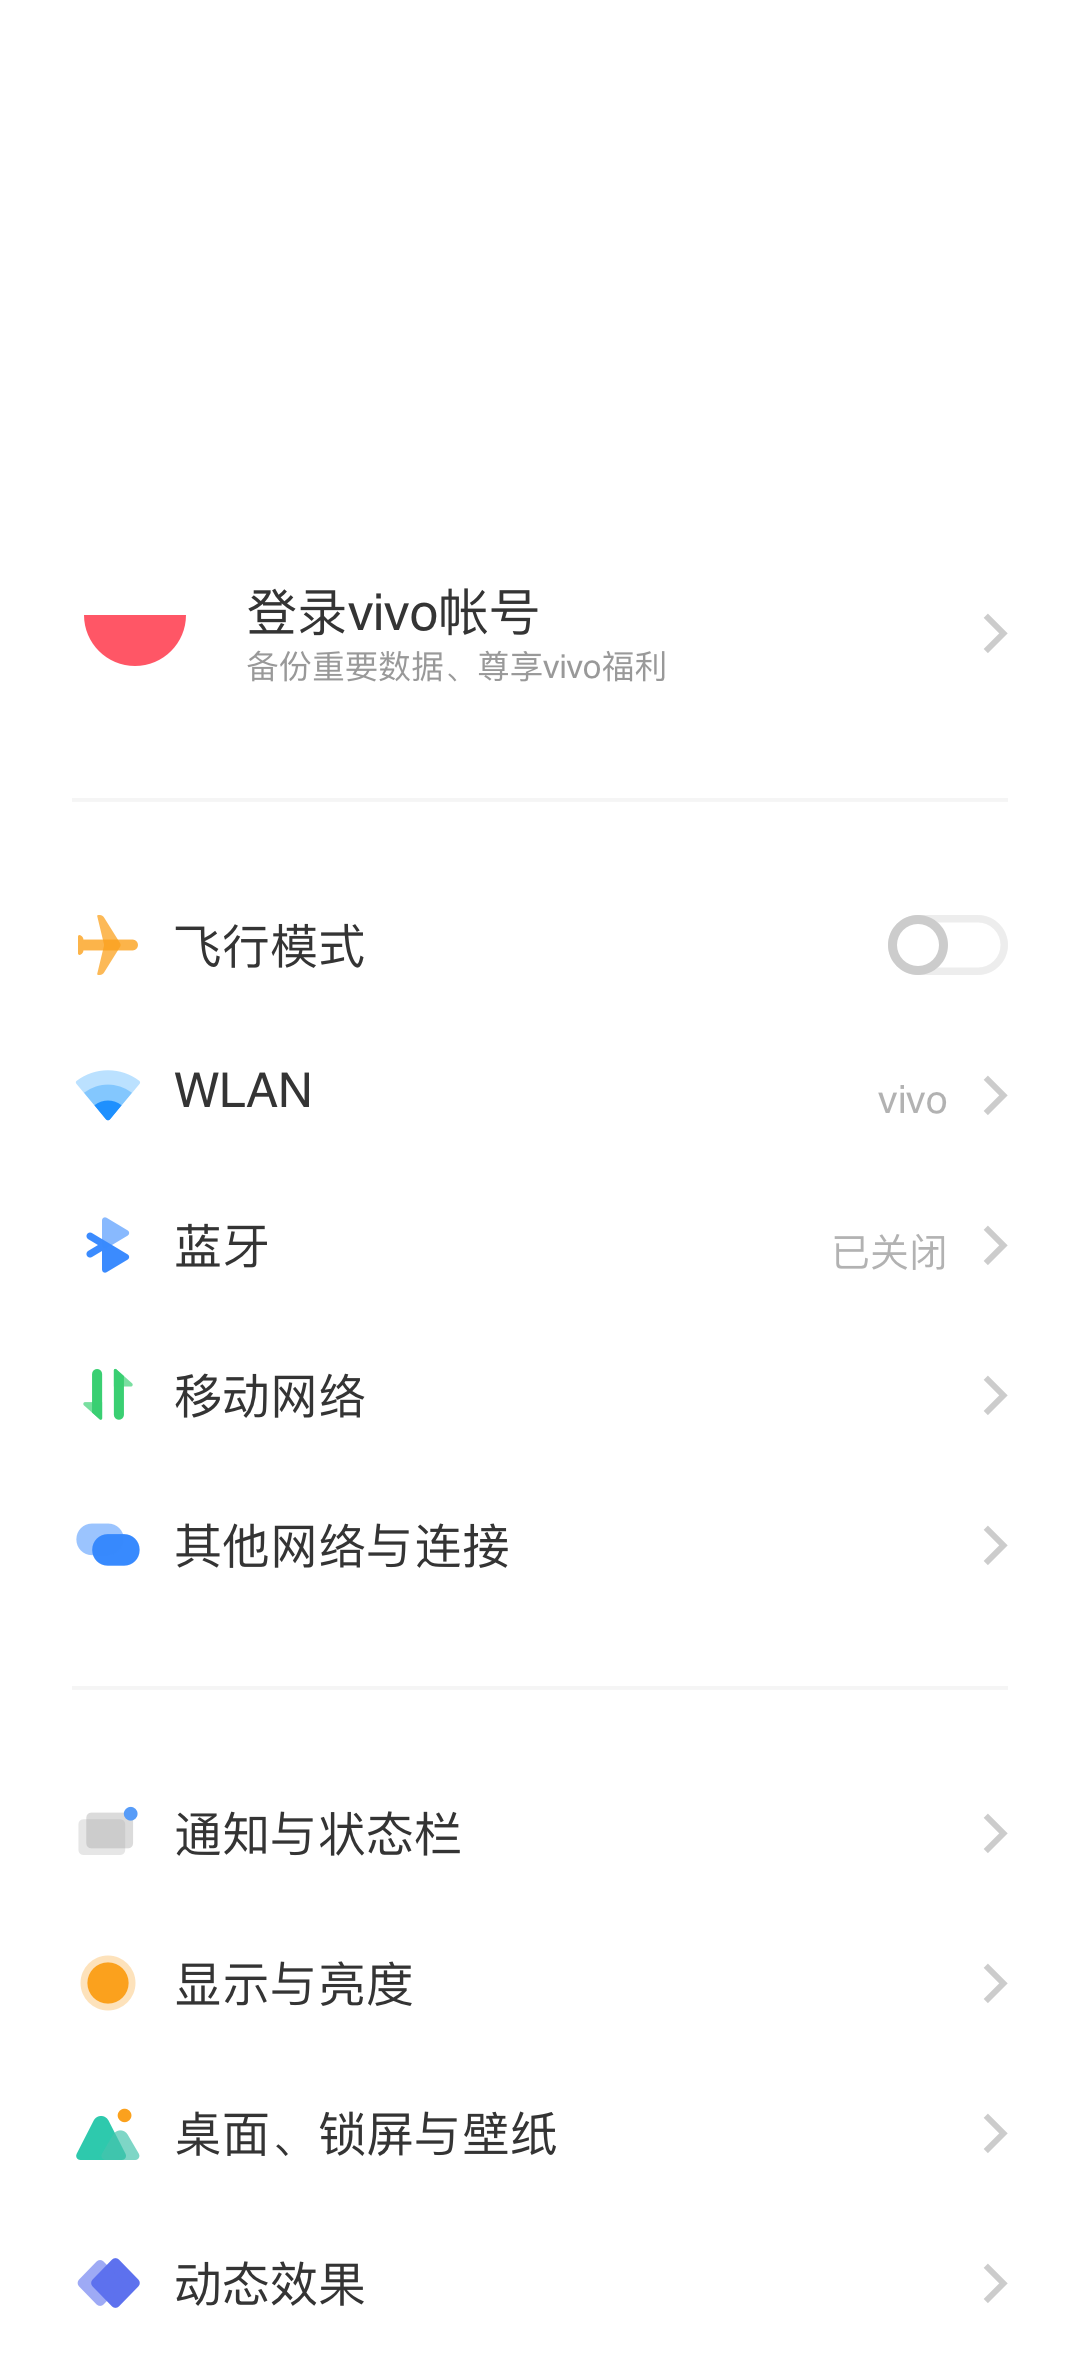 登录vivo帐号
备份重要数据、尊享vivo福利
飞行模式
WLAN
vivo
蓝牙
已关闭
移动网络
其他网络与连接
通知与状态栏
显示与亮度
桌面、锁屏与壁纸
动态效果